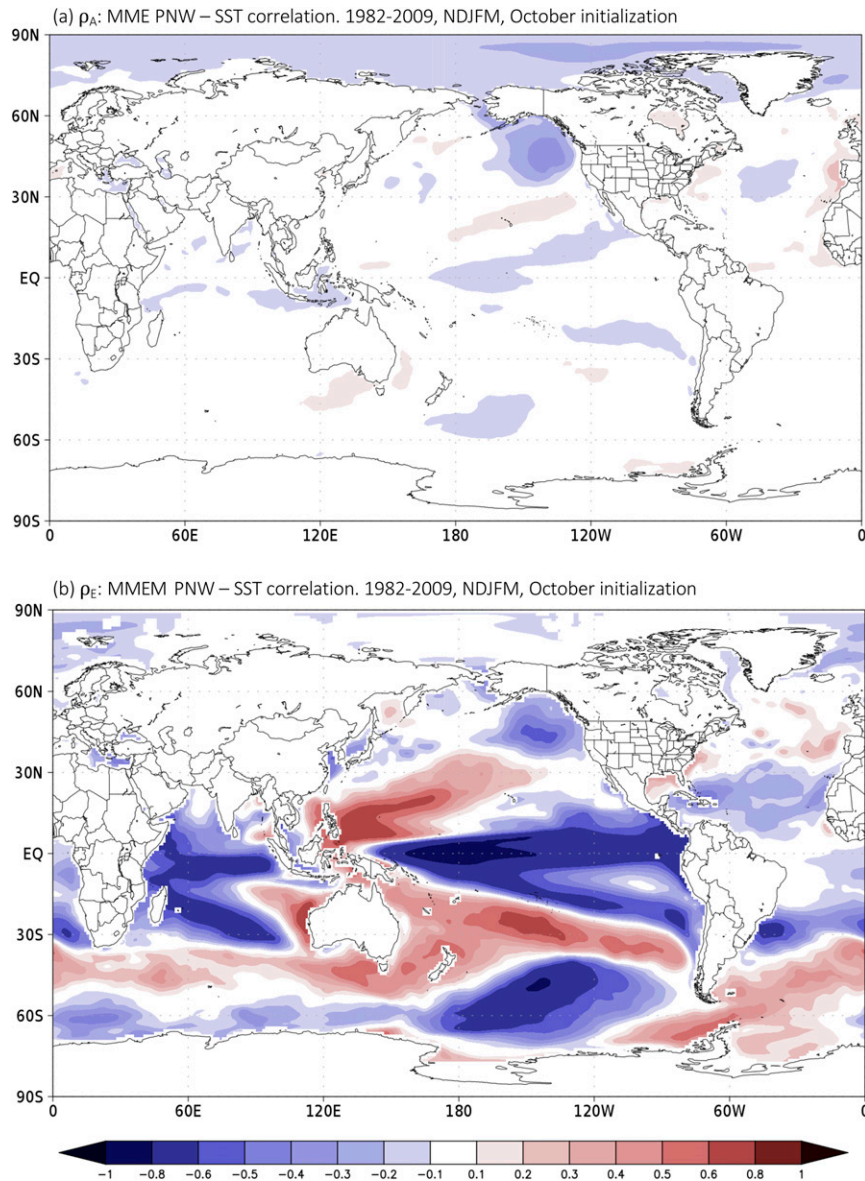 (a) ρA: MME PNW – SST correlation. 1982-2009, NDJFM, October initialization
90N
60N
30N
EQ
30S
60S
90S
0 60E 120E 180 120W 60W 0
(b) ρE: MMEM PNW – SST correlation. 1982-2009, NDJFM, October initialization
90N
60N
30N
EQ
30S
60S
90S
0 60E 120E 180 120W 60W 0
−1 −0.8 −0.6 −0.5 −0.4 −0.3 −0.2 −0.1 0.1 0.2 0.3 0.4 0.5 0.6 0.8 1